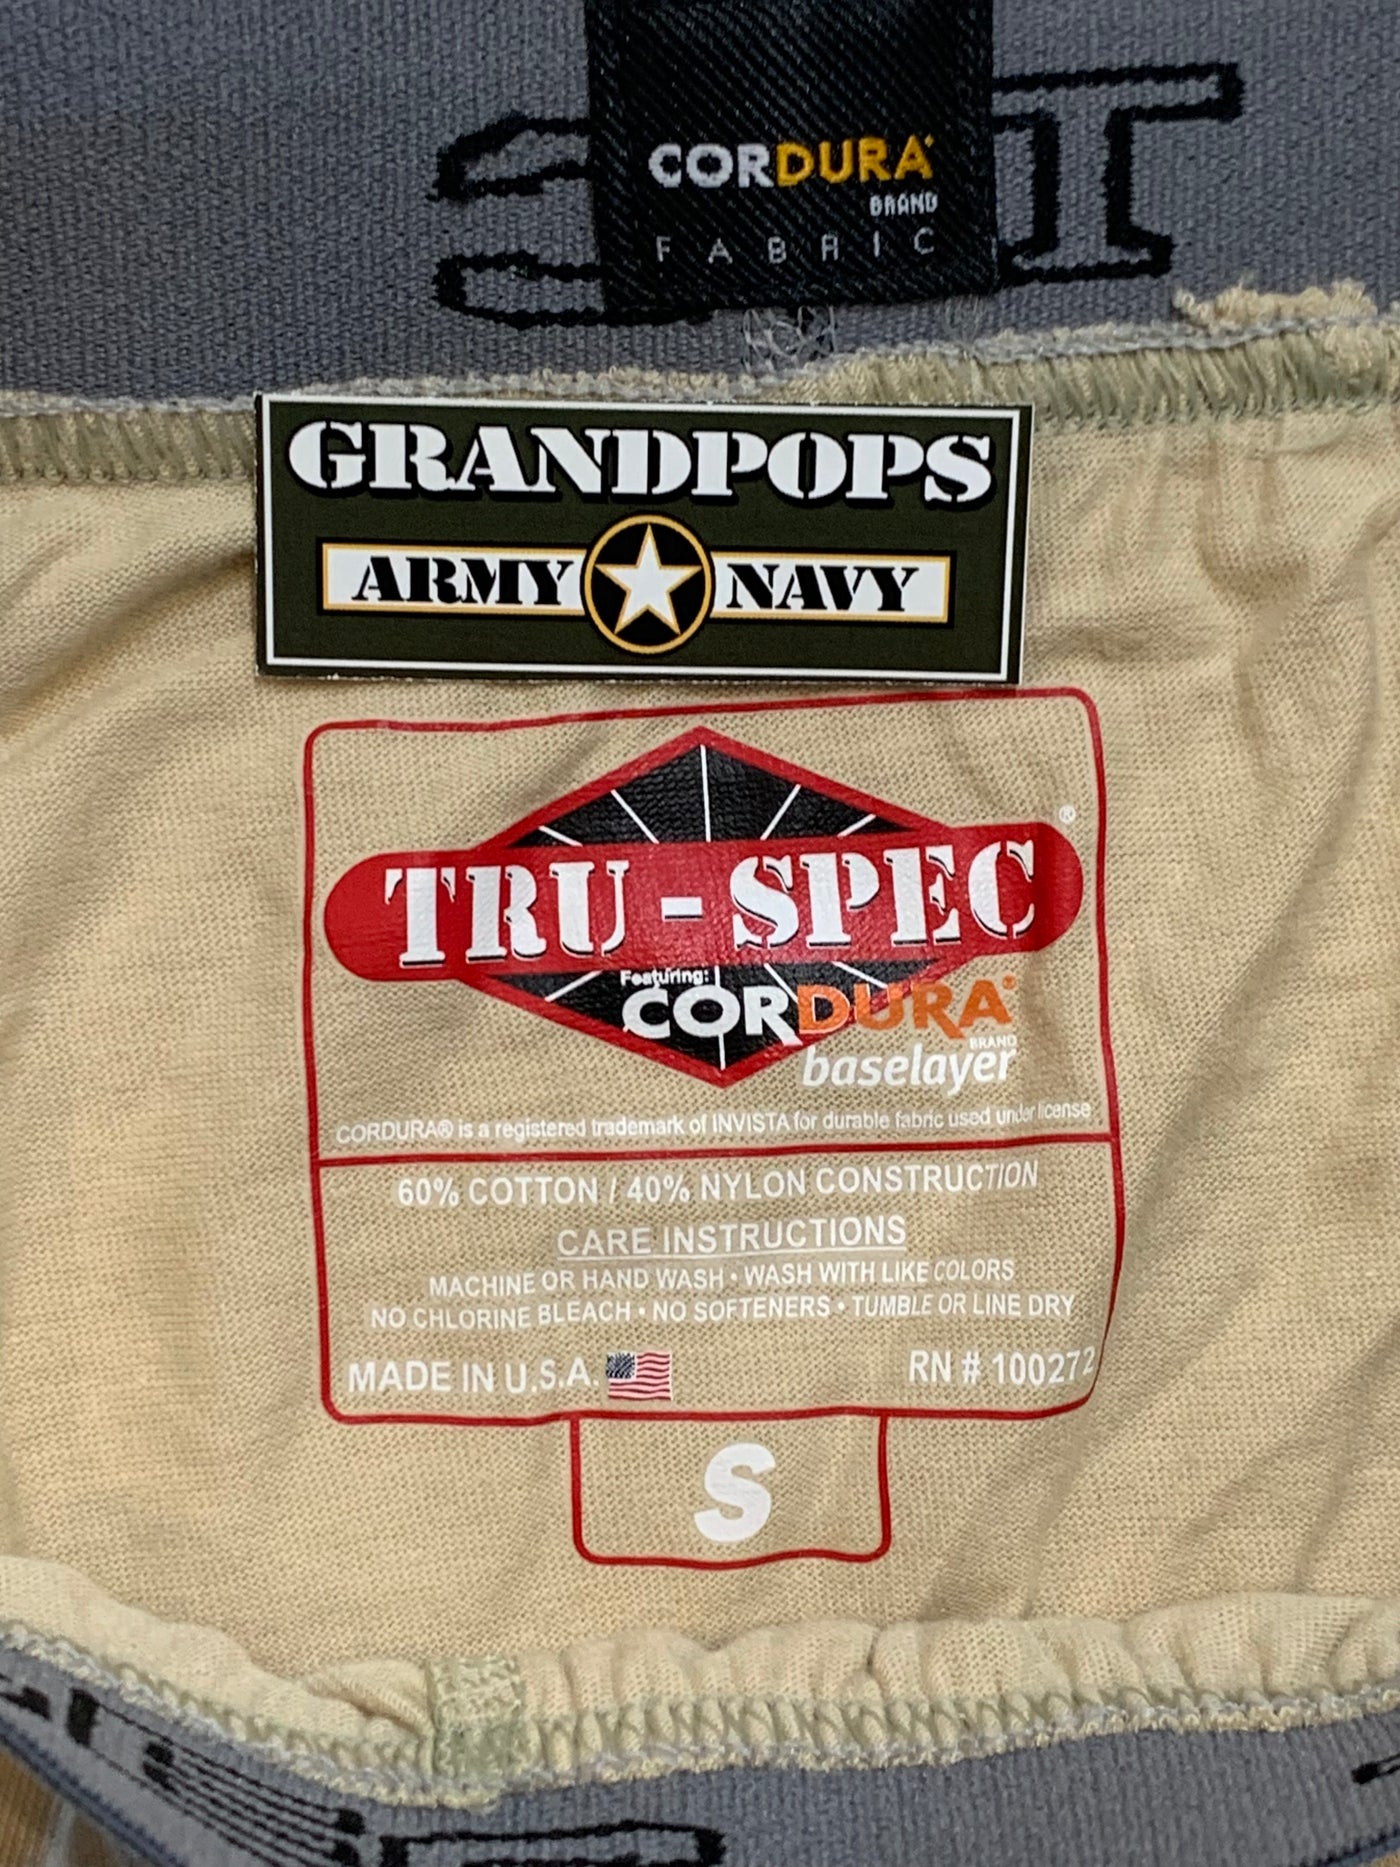 CORDURA
BRAND
FABRIC
GRANDPOPS
ARMY NAVY
TRU-SPEC®
Featuring:
CORDURA
BRAND
baselayer
CORDURA® is a registered trademark of INVISTA for durable fabric used under license
60% COTTON / 40% NYLON CONSTRUCTION
CARE INSTRUCTIONS
MACHINE OR HAND WASH • WASH WITH LIKE COLORS
NO CHLORINE BLEACH • NO SOFTENERS • TUMBLE OR LINE DRY
MADE IN U.S.A.
RN # 100272
S